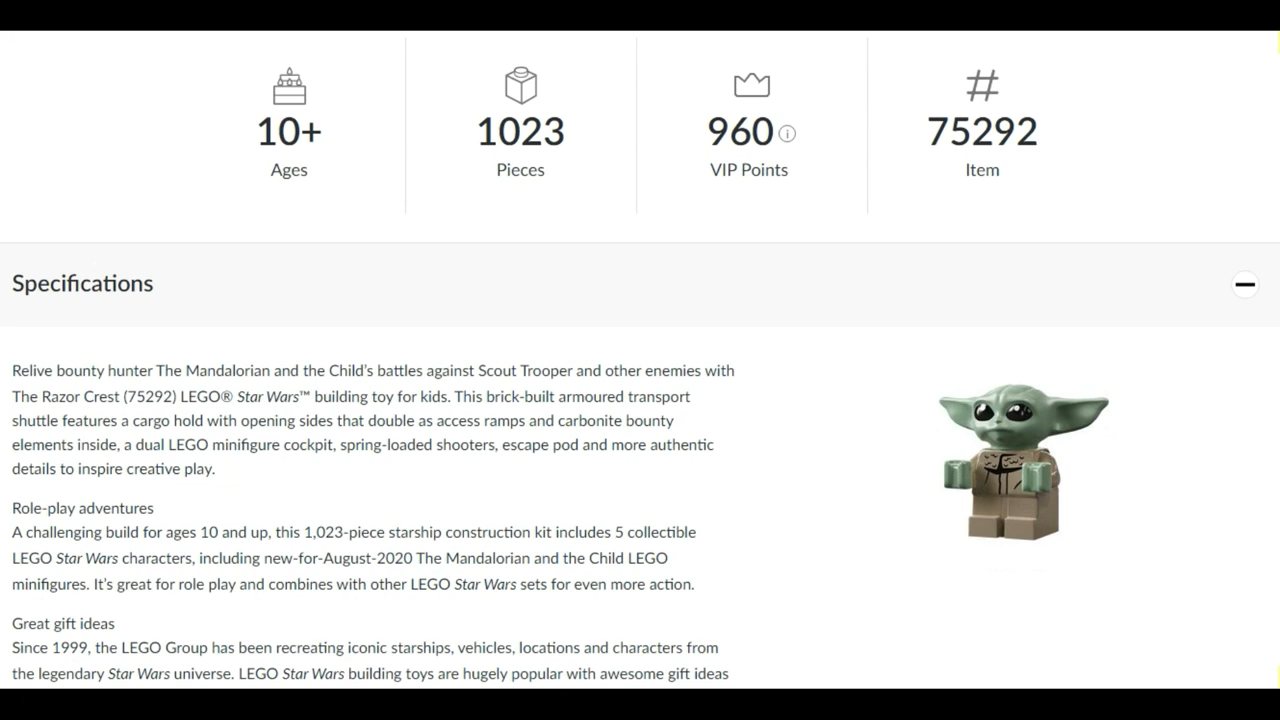 10+
Ages
1023
Pieces
960
VIP Points
#
75292
Item
Specifications
Relive bounty hunter The Mandalorian and the Child’s battles against Scout Trooper and other enemies with
The Razor Crest (75292) LEGO® Star Wars™ building toy for kids. This brick-built armoured transport
shuttle features a cargo hold with opening sides that double as access ramps and carbonite bounty
elements inside, a dual LEGO minifigure cockpit, spring-loaded shooters, escape pod and more authentic
details to inspire creative play.
Role-play adventures
A challenging build for ages 10 and up, this 1,023-piece starship construction kit includes 5 collectible
LEGO Star Wars characters, including new-for-August-2020 The Mandalorian and the Child LEGO
minifigures. It’s great for role play and combines with other LEGO Star Wars sets for even more action.
Great gift ideas
Since 1999, the LEGO Group has been recreating iconic starships, vehicles, locations and characters from
the legendary Star Wars universe. LEGO Star Wars building toys are hugely popular with awesome gift ideas